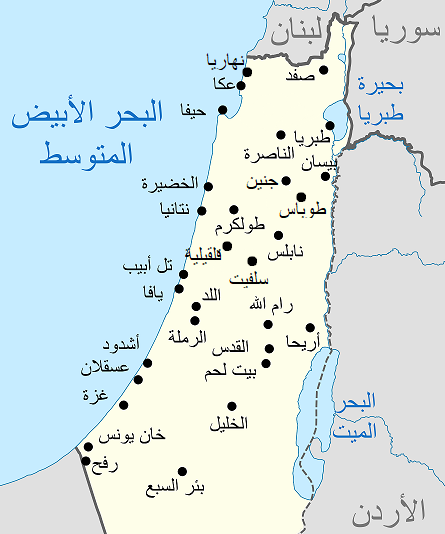 سوريا
لبنان
نهاريا
صفد
عكا
بحيرة
طبريا
حيفا
البحر الأبيض
المتوسط
طبريا
الناصرة
بيسان
جنين
الخضيرة
طوباس
نتانيا
طولكرم
نابلس
قلقيلية
تل أبيب
سلفيت
يافا
اللد
رام الله
الرملة
أريحا
القدس
أشدود
بيت لحم
عسقلان
غزة
البحر
الميت
الخليل
خان يونس
رفح
بئر السبع
الأردن